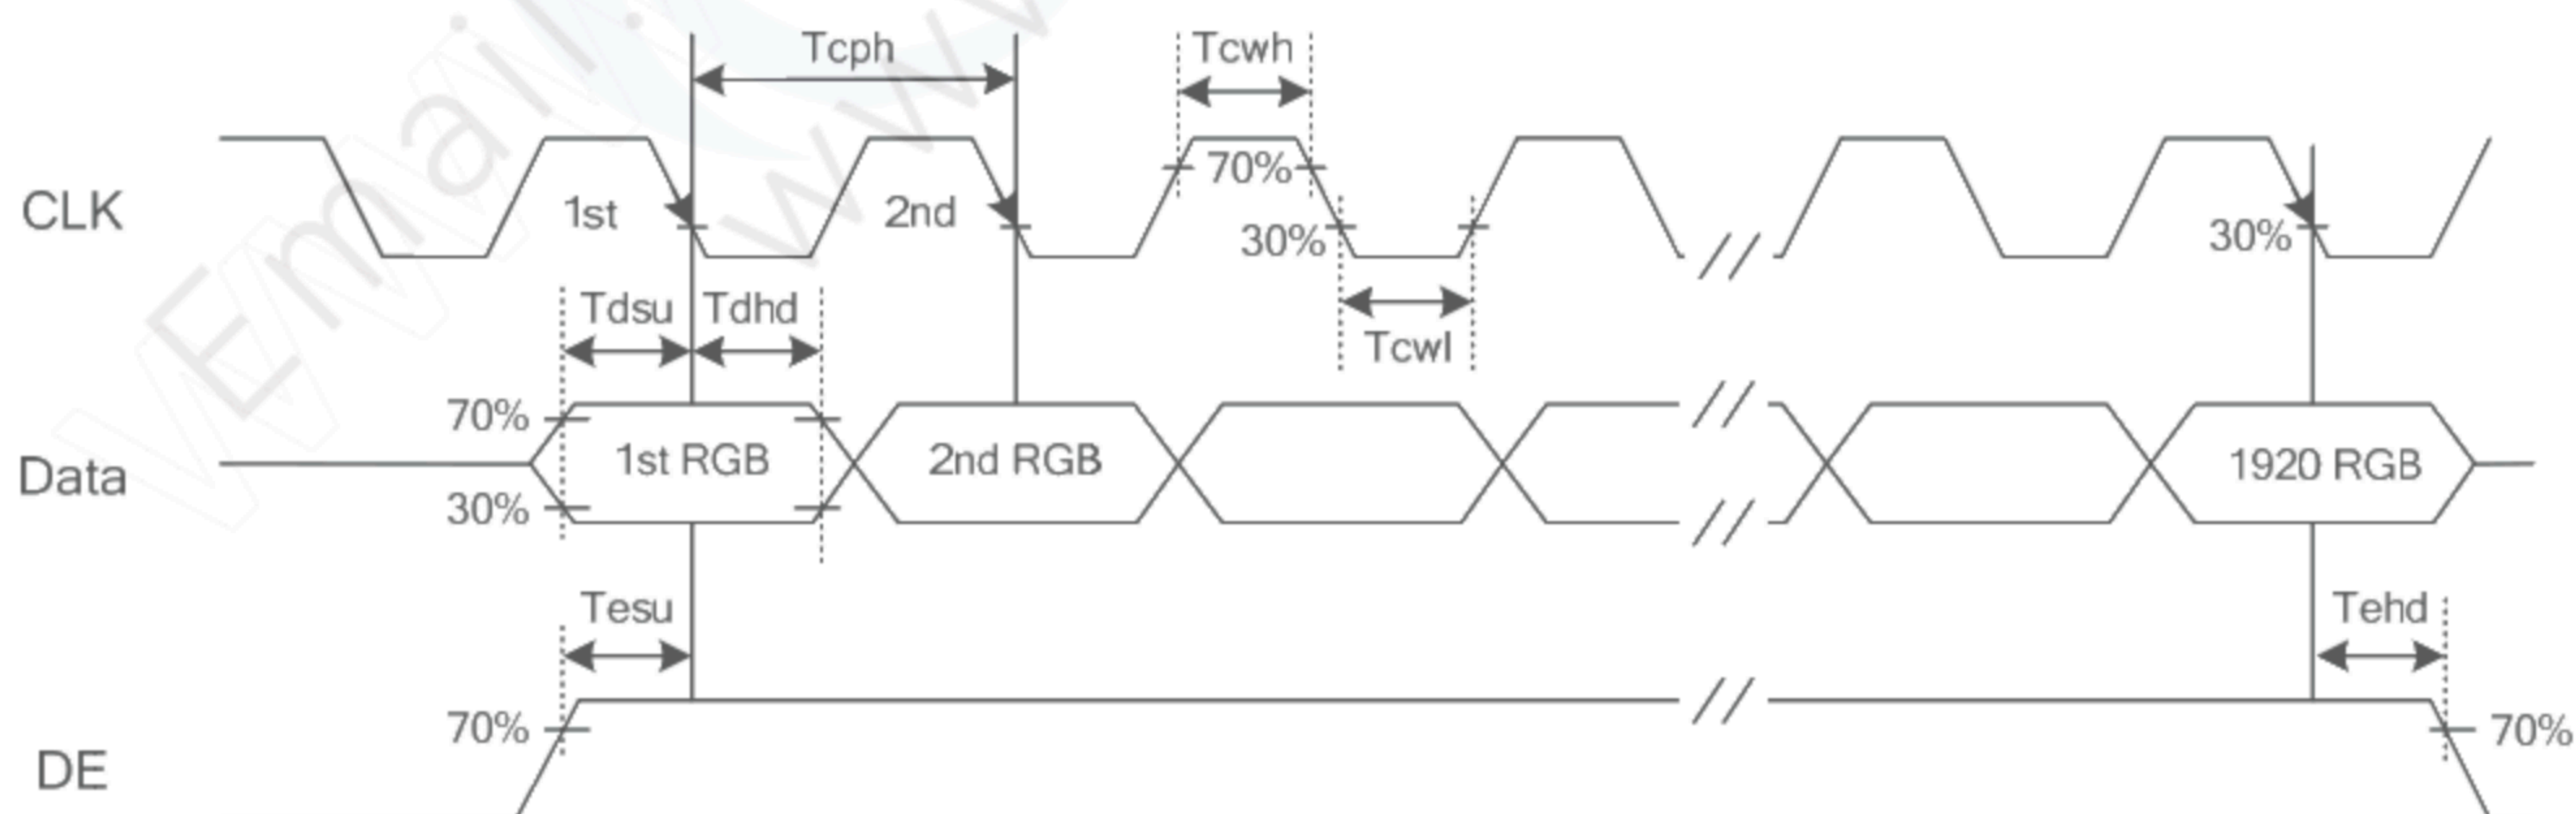 Tcph
Tcwh
CLK
1st
2nd
70%
30%
30%
Tdsu
Tdhd
Tcwl
70%
Data
1st RGB
2nd RGB
1920 RGB
30%
Tesu
Tehd
70%
70%
DE
Email